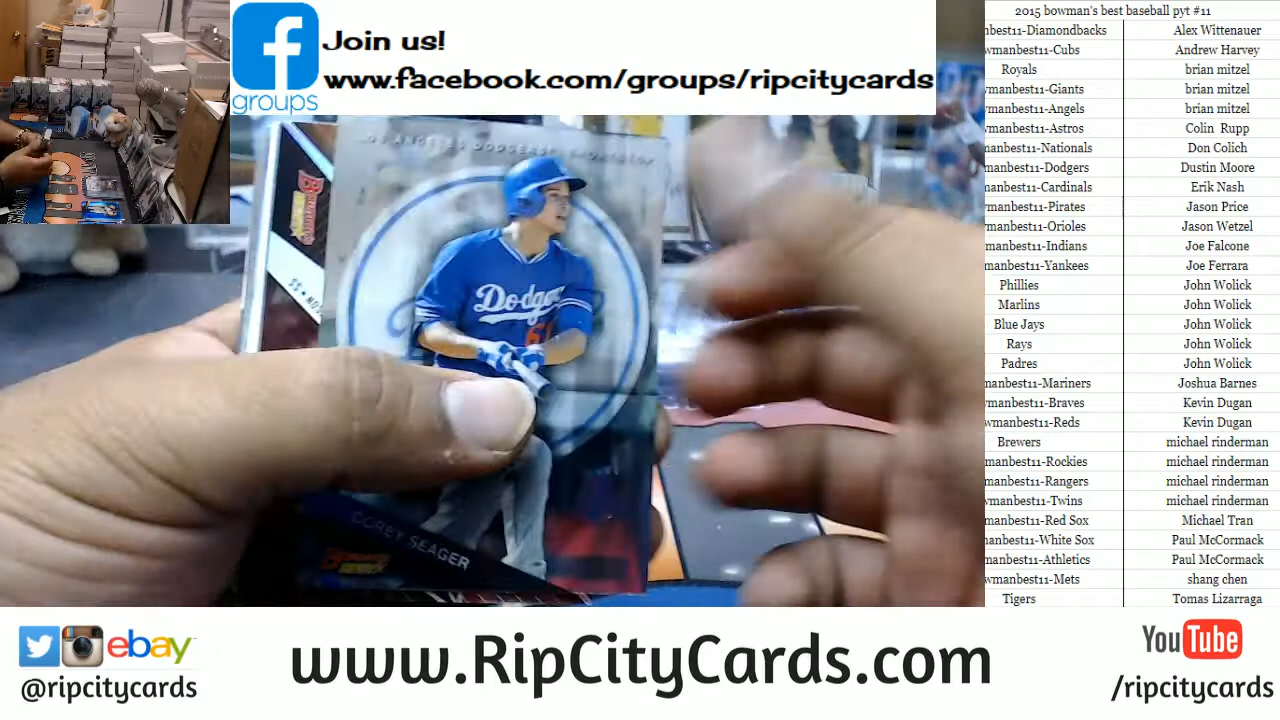 Join us!
www.facebook.com/groups/ripcitycards
groups
2015 bowman's best baseball pyt #11
nbest11-Diamondbacks Alex Wittenauer
wmanbest11-Cubs Andrew Harvey
Royals brian mitzel
wmanbest11-Giants brian mitzel
manbest11-Angels brian mitzel
manbest11-Astros Colin Rupp
manbest11-Nationals Don Colich
manbest11-Dodgers Dustin Moore
manbest11-Cardinals Erik Nash
manbest11-Pirates Jason Price
manbest11-Orioles Jason Wetzel
manbest11-Indians Joe Falcone
manbest11-Yankees Joe Ferrara
Phillies John Wolick
Marlins John Wolick
Blue Jays John Wolick
Rays John Wolick
Padres John Wolick
manbest11-Mariners Joshua Barnes
manbest11-Braves Kevin Dugan
wmanbest11-Reds Kevin Dugan
Brewers michael rinderman
manbest11-Rockies michael rinderman
manbest11-Rangers michael rinderman
wmanbest11-Twins michael rinderman
manbest11-Red Sox Michael Tran
manbest11-White Sox Paul McCormack
manbest11-Athletics Paul McCormack
wmanbest11-Mets shang chen
Tigers Tomas Lizarraga
LOS ANGELES DODGERS SHORTSTOP
Bowman's
Dodgers
COREY SEAGER
ebay
@ripcitycards
www.RipCityCards.com
YouTube
/ripcitycards